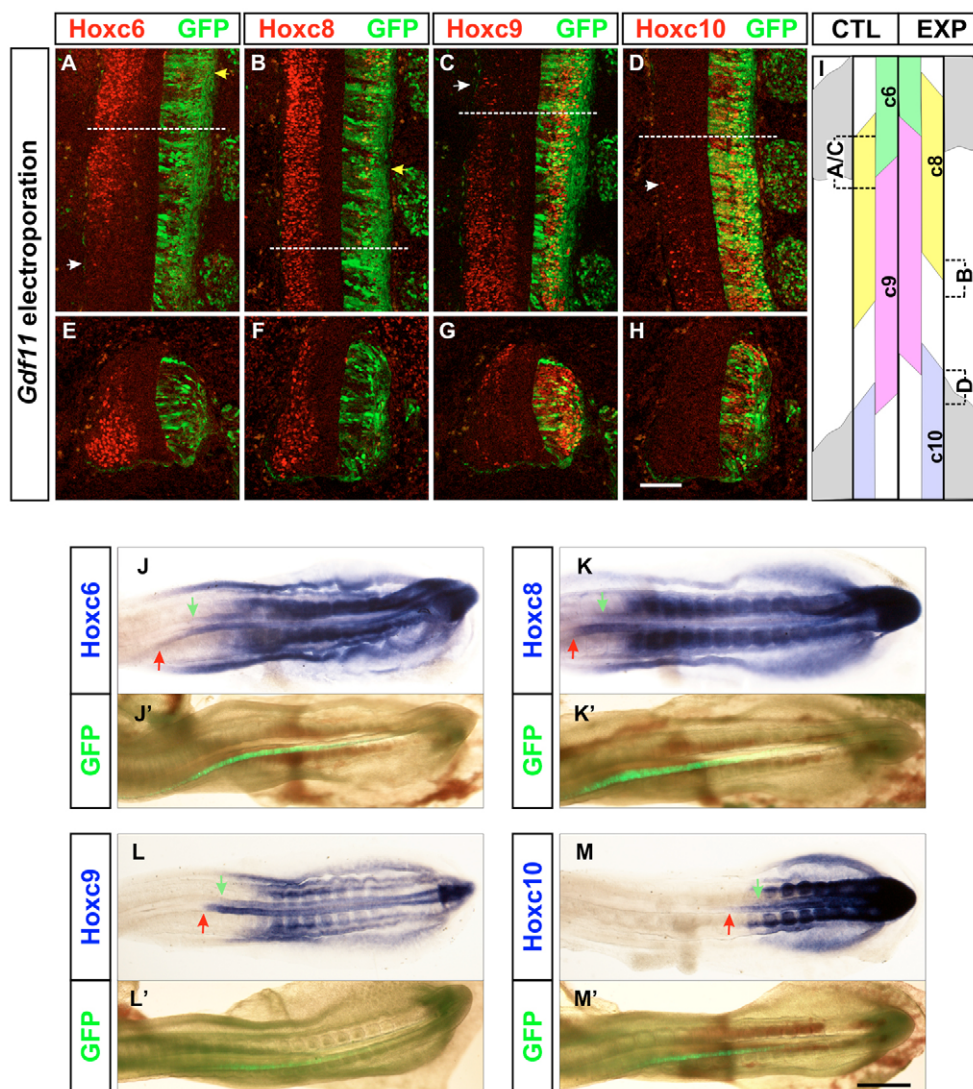 Hoxc6 GFP
Hoxc8 GFP
Hoxc9 GFP
Hoxc10 GFP
CTL EXP
Gdf11 electroporation
A
B
C
D
E
F
G
H
I
c6
c8
A/C
c9
B
D
c10
Hoxc6
J
GFP
J’
Hoxc8
K
GFP
K’
Hoxc9
L
GFP
L’
Hoxc10
M
GFP
M’